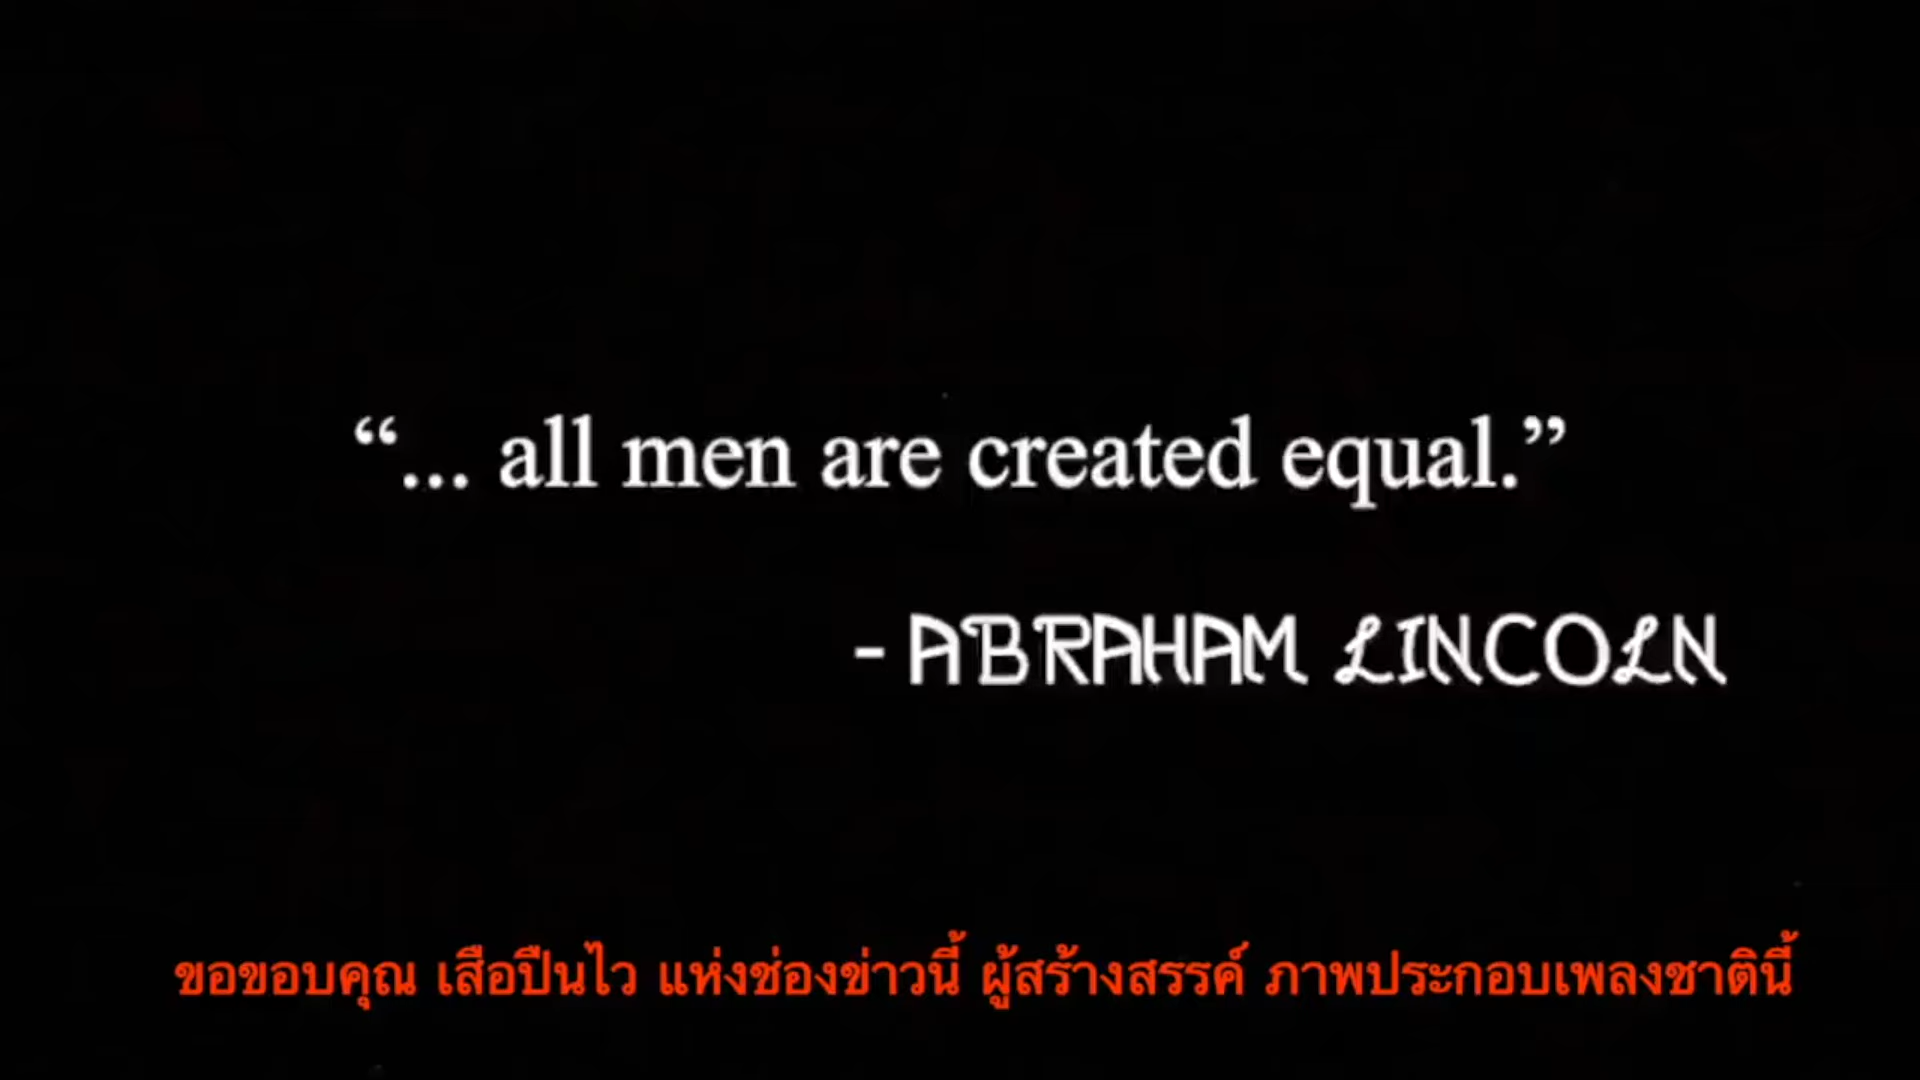 “... all men are created equal.”
- ABRAHAM LINCOLN
ขอขอบคุณ เสือปืนไว แห่งช่องข่าวนี้ ผู้สร้างสรรค์ ภาพประกอบเพลงชาตินี้